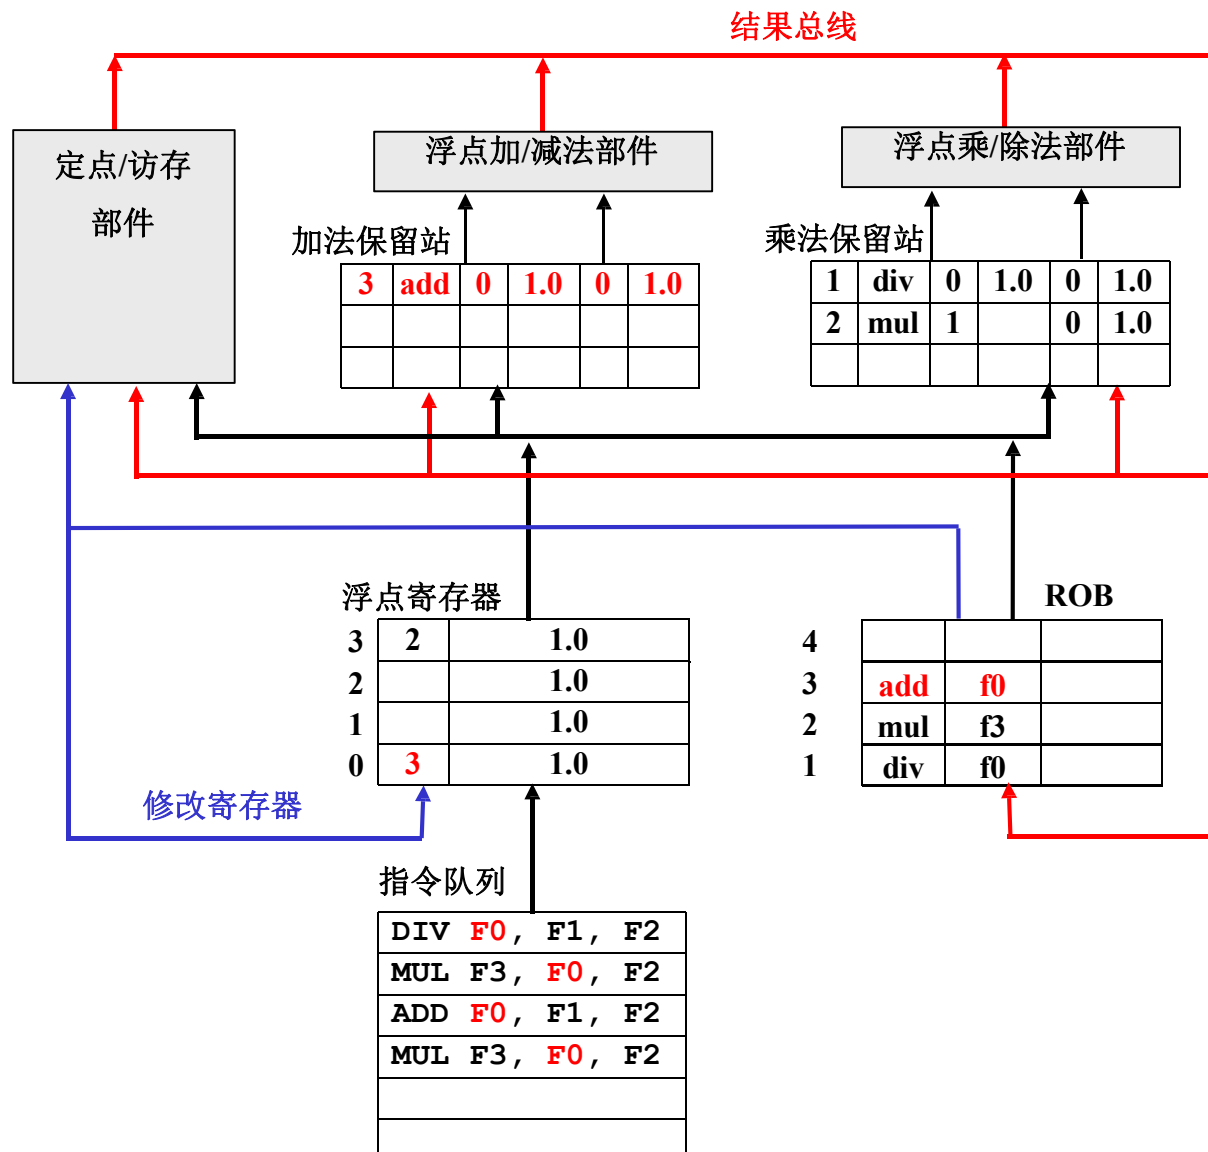 结果总线
定点/访存
部件
浮点加/减法部件
浮点乘/除法部件
加法保留站
3 add 0 1.0 0 1.0
乘法保留站
1 div 0 1.0 0 1.0
2 mul 1 0 1.0
浮点寄存器
3 2 1.0
2 1.0
1 1.0
0 3 1.0
ROB
4
3 add f0
2 mul f3
1 div f0
修改寄存器
指令队列
DIV F0, F1, F2
MUL F3, F0, F2
ADD F0, F1, F2
MUL F3, F0, F2